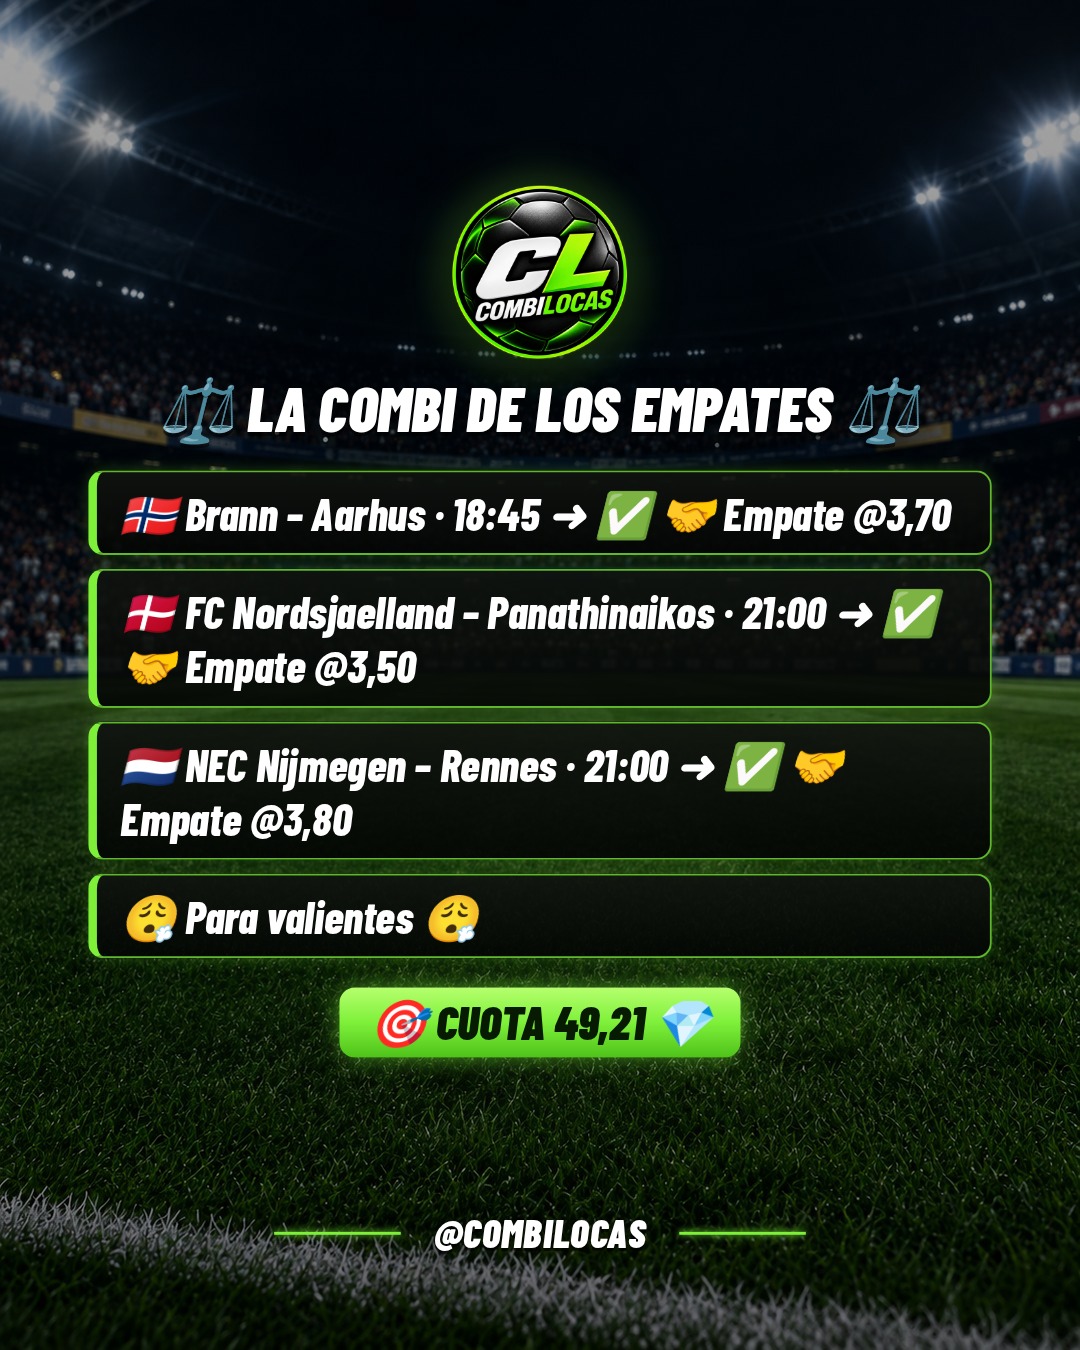 CL
COMBILOCAS
⚖️ LA COMBI DE LOS EMPATES ⚖️
🇳🇴 Brann - Aarhus · 18:45 → ✅ 🤝 Empate @3,70
🇩🇰 FC Nordsjaelland - Panathinaikos · 21:00 → ✅
🤝 Empate @3,50
🇳🇱 NEC Nijmegen - Rennes · 21:00 → ✅ 🤝
Empate @3,80
😮‍💨 Para valientes 😮‍💨
🎯 CUOTA 49,21 💎
@COMBILOCAS